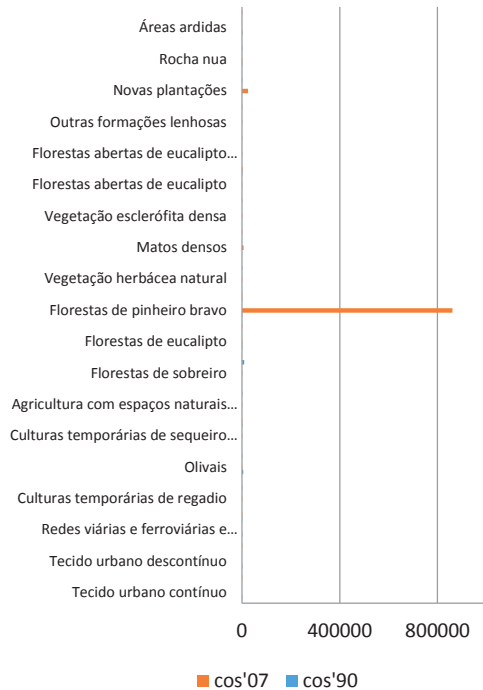 Áreas ardidas
Rocha nua
Novas plantações
Outras formações lenhosas
Florestas abertas de eucalipto…
Florestas abertas de eucalipto
Vegetação esclerófita densa
Matos densos
Vegetação herbácea natural
Florestas de pinheiro bravo
Florestas de eucalipto
Florestas de sobreiro
Agricultura com espaços naturais…
Culturas temporárias de sequeiro…
Olivais
Culturas temporárias de regadio
Redes viárias e ferroviárias e…
Tecido urbano descontínuo
Tecido urbano contínuo
0 400000 800000
cos'07 cos'90